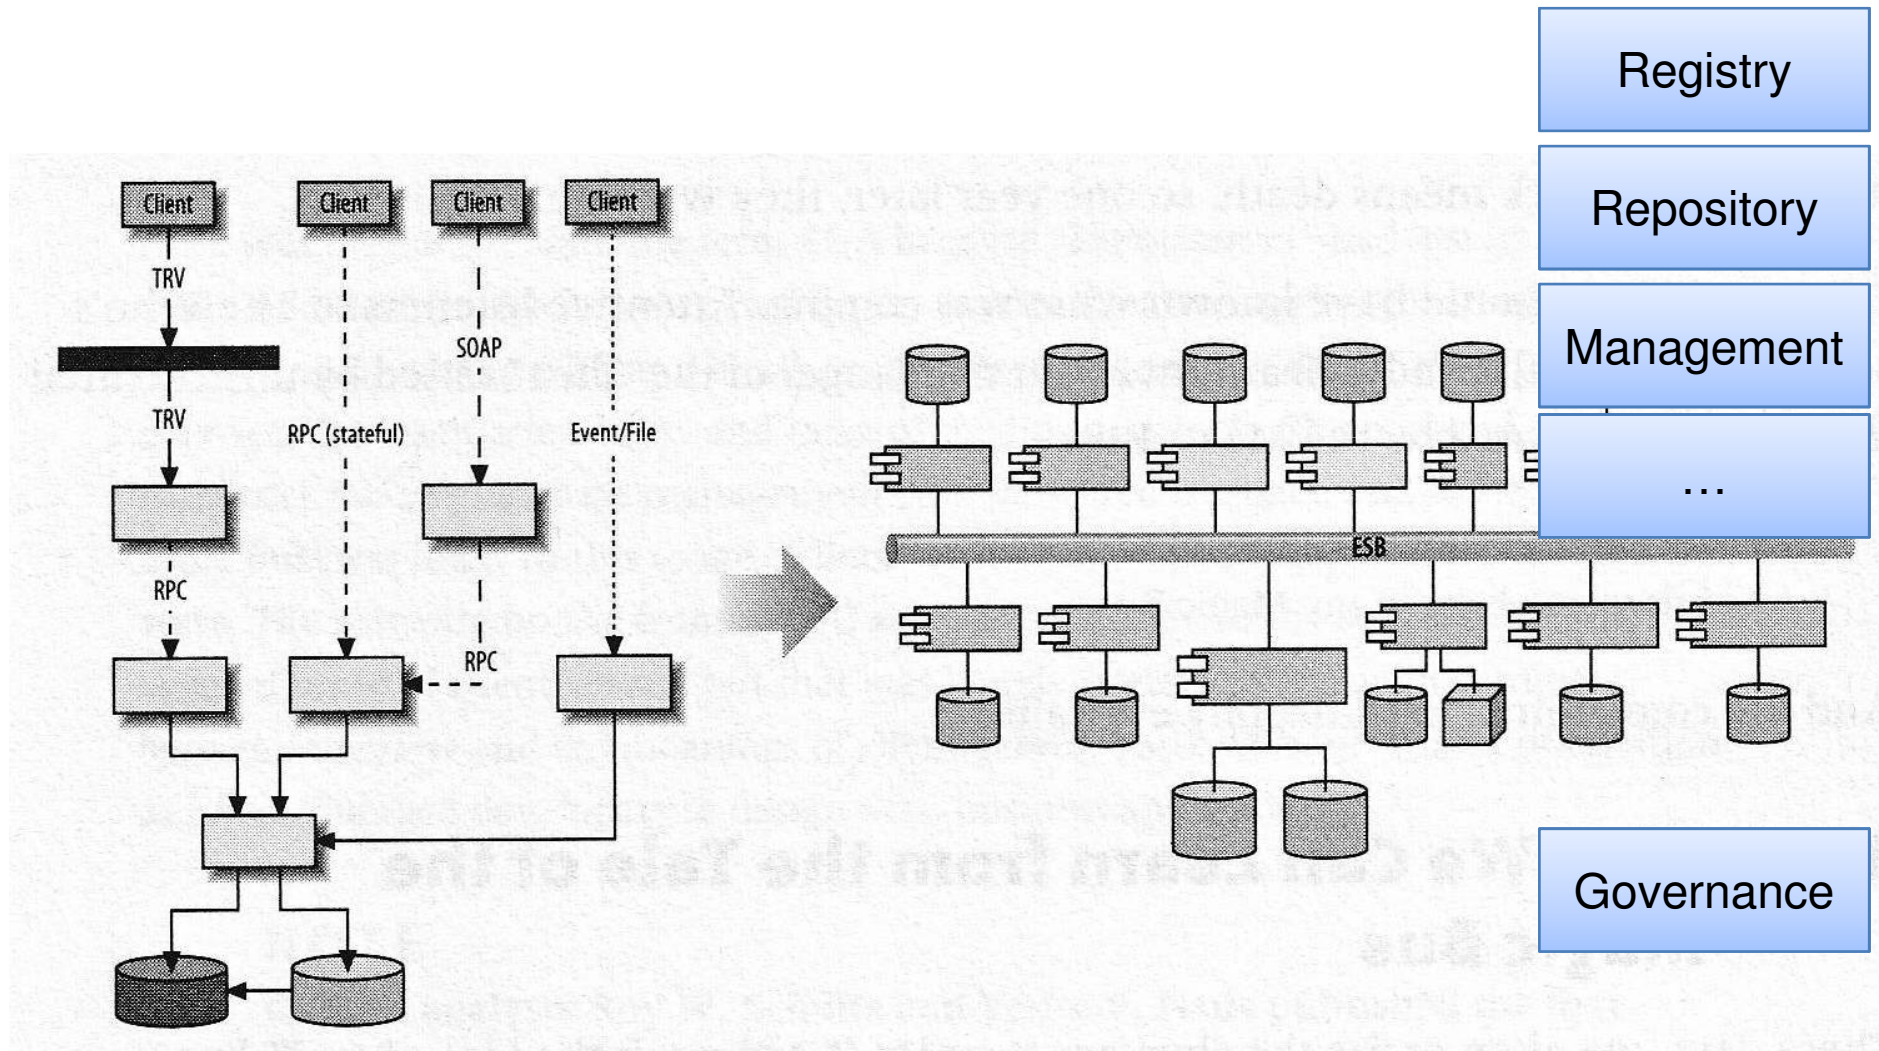 Registry
Repository
Management
…
Governance
Client
Client
Client
Client
TRV
TRV
RPC
RPC (stateful)
SOAP
RPC
Event/File
ESB